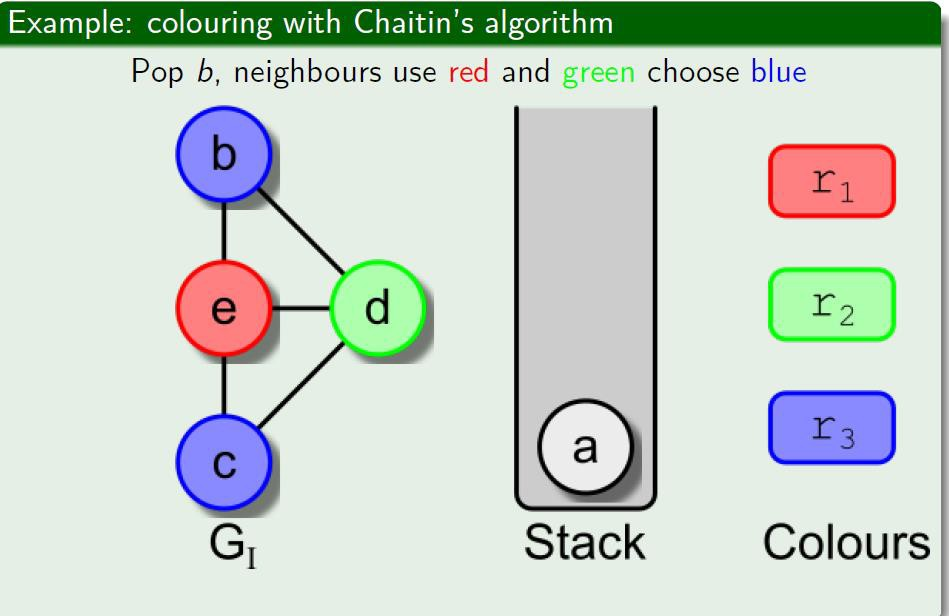 Example: colouring with Chaitin's algorithm
Pop b, neighbours use red and green choose blue
b
e
d
c
a
r1
r2
r3
GI
Stack
Colours